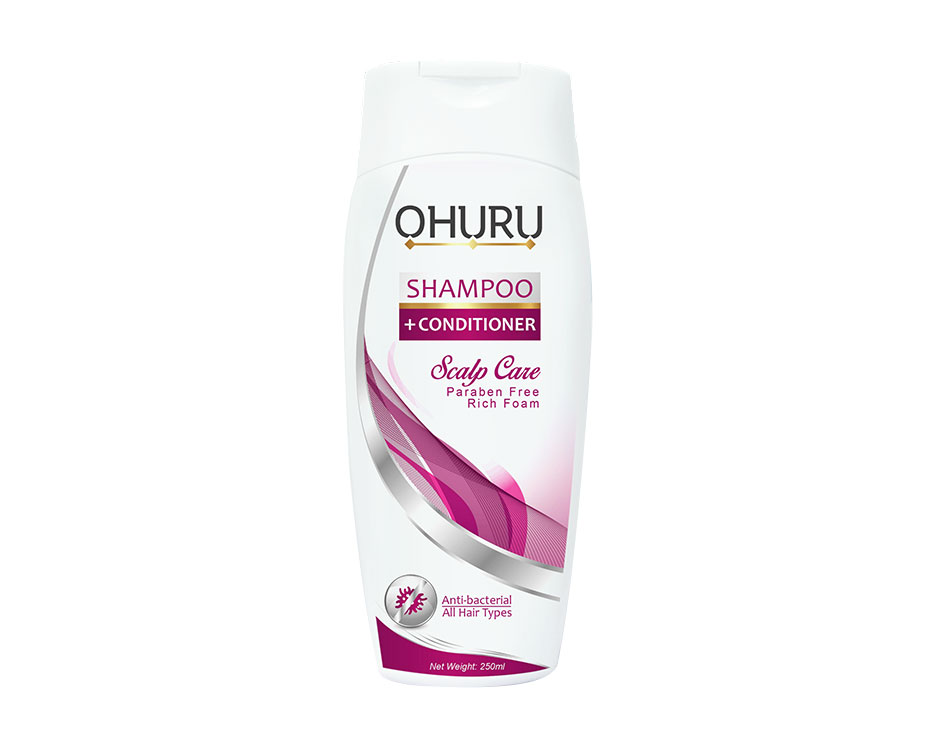 OHURU
SHAMPOO
+CONDITIONER
Scalp Care
Paraben Free
Rich Foam
Anti-bacterial
All Hair Types
Net Weight: 250ml